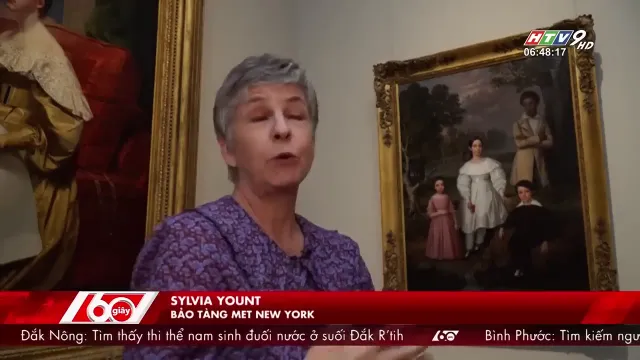 HTV9 HD
06:48:17
60 giây
SYLVIA YOUNT
BẢO TÀNG MET NEW YORK
Đắk Nông: Tìm thấy thi thể nam sinh đuối nước ở suối Đắk R'tih 60 Bình Phước: Tìm kiếm ngư